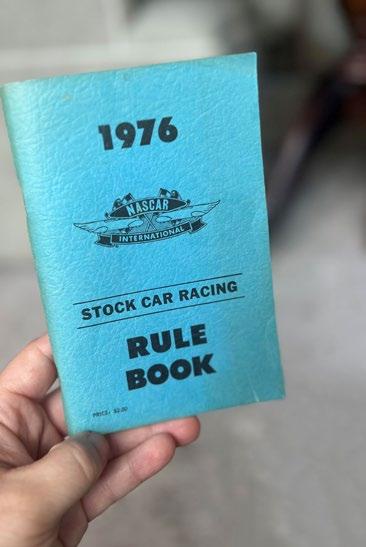 1976
NASCAR
INTERNATIONAL
STOCK CAR RACING
RULE
BOOK
PRICE: $2.00